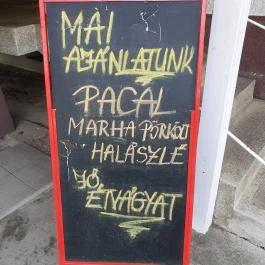 MAI
AJÁNLATUNK
PACAL
MARHA PÖRKÖLT
HALÁSZLÉ
JÓ
ÉTVÁGYAT